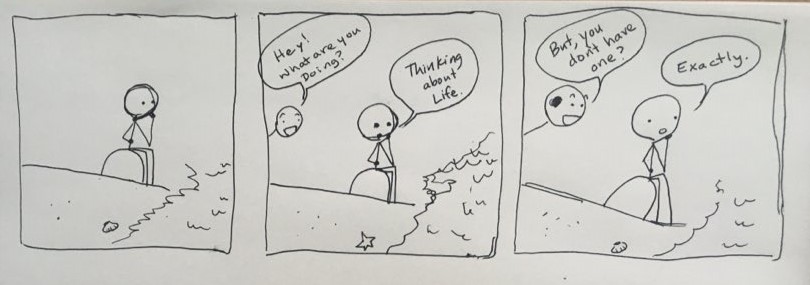 Hey!
What are you
Doing?
Thinking
about
Life.
But, you
don't have
one?
Exactly.